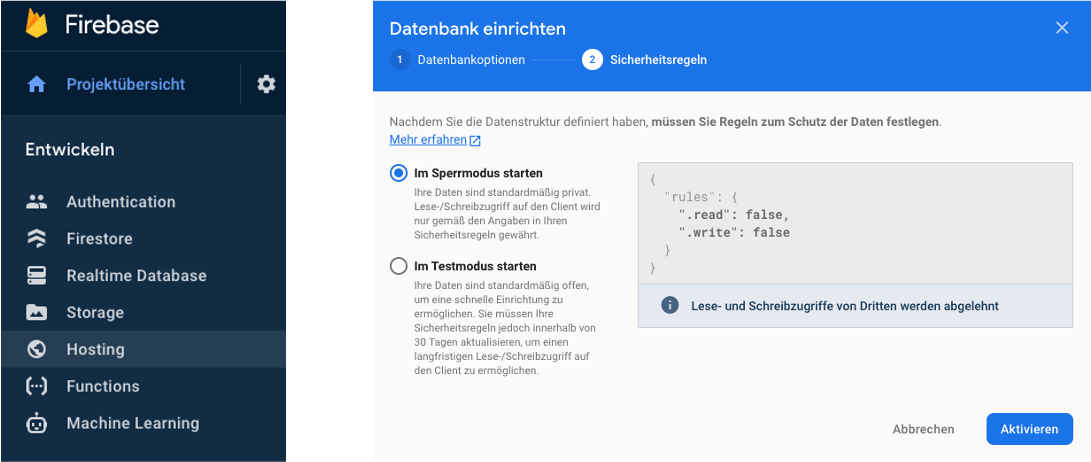 Firebase
Projektübersicht
Entwickeln
Authentication
Firestore
Realtime Database
Storage
Hosting
Functions
Machine Learning
Datenbank einrichten
1 Datenbankoptionen 2 Sicherheitsregeln
Nachdem Sie die Datenstruktur definiert haben, müssen Sie Regeln zum Schutz der Daten festlegen.
Mehr erfahren
Im Sperrmodus starten
Ihre Daten sind standardmäßig privat.
Lese-/Schreibzugriff auf den Client wird
nur gemäß den Angaben in Ihren
Sicherheitsregeln gewährt.
Im Testmodus starten
Ihre Daten sind standardmäßig offen,
um eine schnelle Einrichtung zu
ermöglichen. Sie müssen Ihre
Sicherheitsregeln jedoch innerhalb von
30 Tagen aktualisieren, um einen
langfristigen Lese-/Schreibzugriff auf
den Client zu ermöglichen.
{
"rules": {
".read": false,
".write": false
}
}
Lese- und Schreibzugriffe von Dritten werden abgelehnt
Abbrechen
Aktivieren